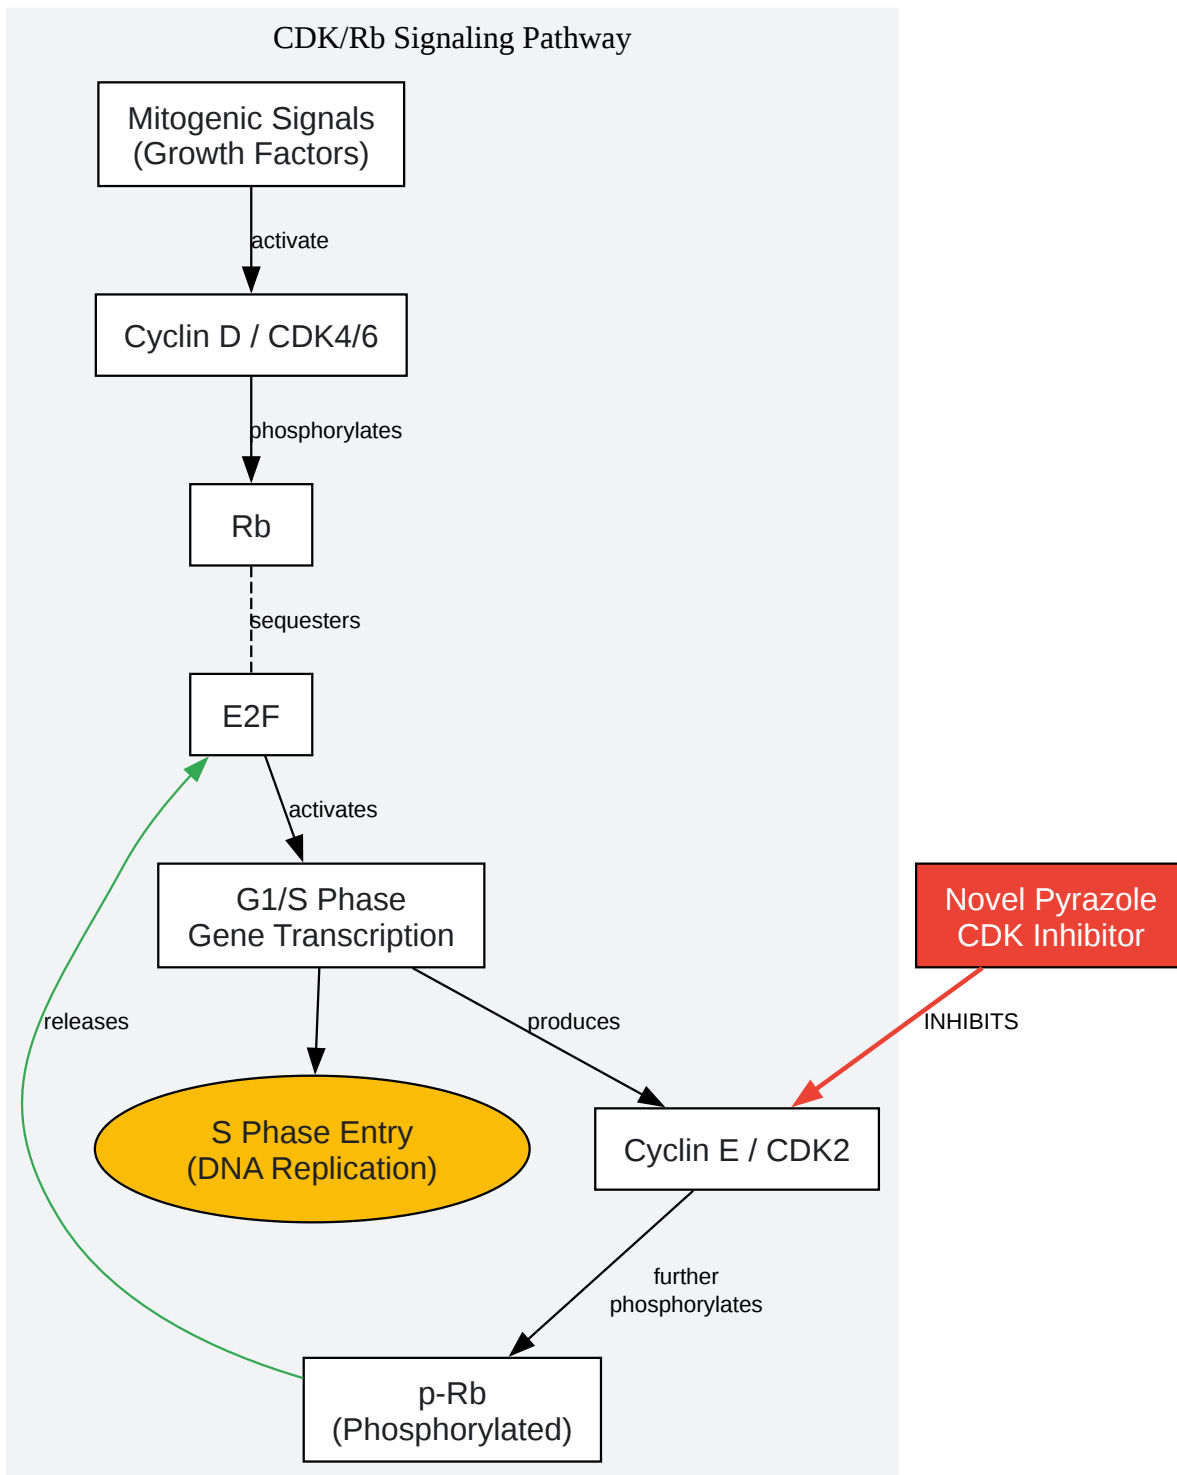 CDK/Rb Signaling Pathway
Mitogenic Signals
(Growth Factors)
activate
Cyclin D / CDK4/6
phosphorylates
Rb
sequesters
E2F
activates
G1/S Phase
Gene Transcription
Novel Pyrazole
CDK Inhibitor
releases
produces
INHIBITS
S Phase Entry
(DNA Replication)
Cyclin E / CDK2
further
phosphorylates
p-Rb
(Phosphorylated)